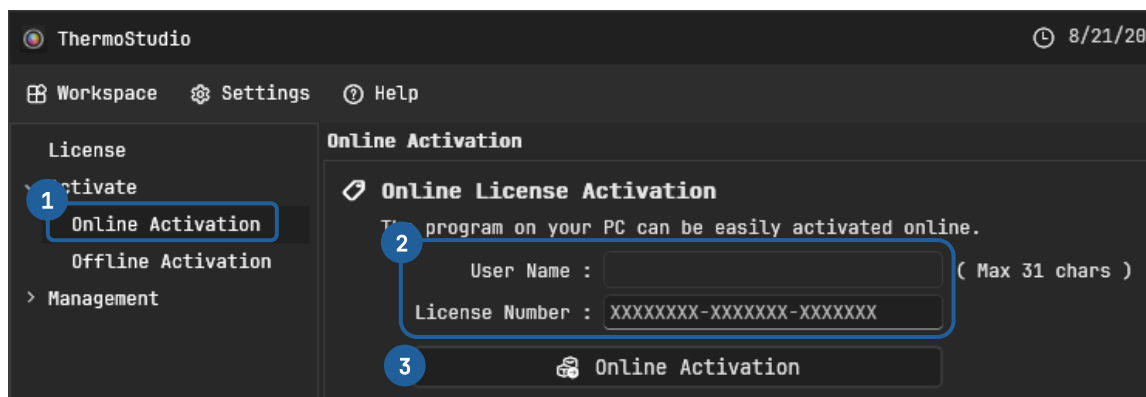 ThermoStudio
8/21/20
Workspace Settings Help
License
Activate
1
Online Activation
Offline Activation
Management
Online Activation
Online License Activation
The program on your PC can be easily activated online.
2
User Name : ( Max 31 chars )
License Number : XXXXXXXX-XXXXXXX-XXXXXXX
3 Online Activation